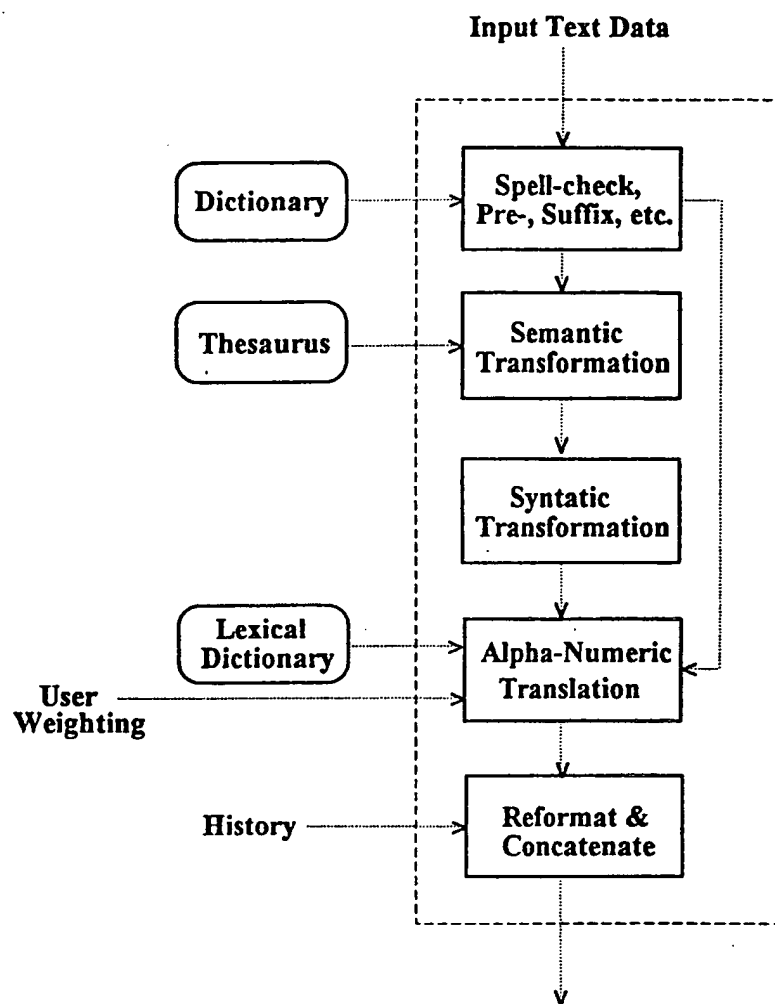 Input Text Data
Dictionary
Spell-check,
Pre-, Suffix, etc.
Thesaurus
Semantic
Transformation
Syntatic
Transformation
Lexical
Dictionary
Alpha-Numeric
Translation
User
Weighting
History
Reformat &
Concatenate